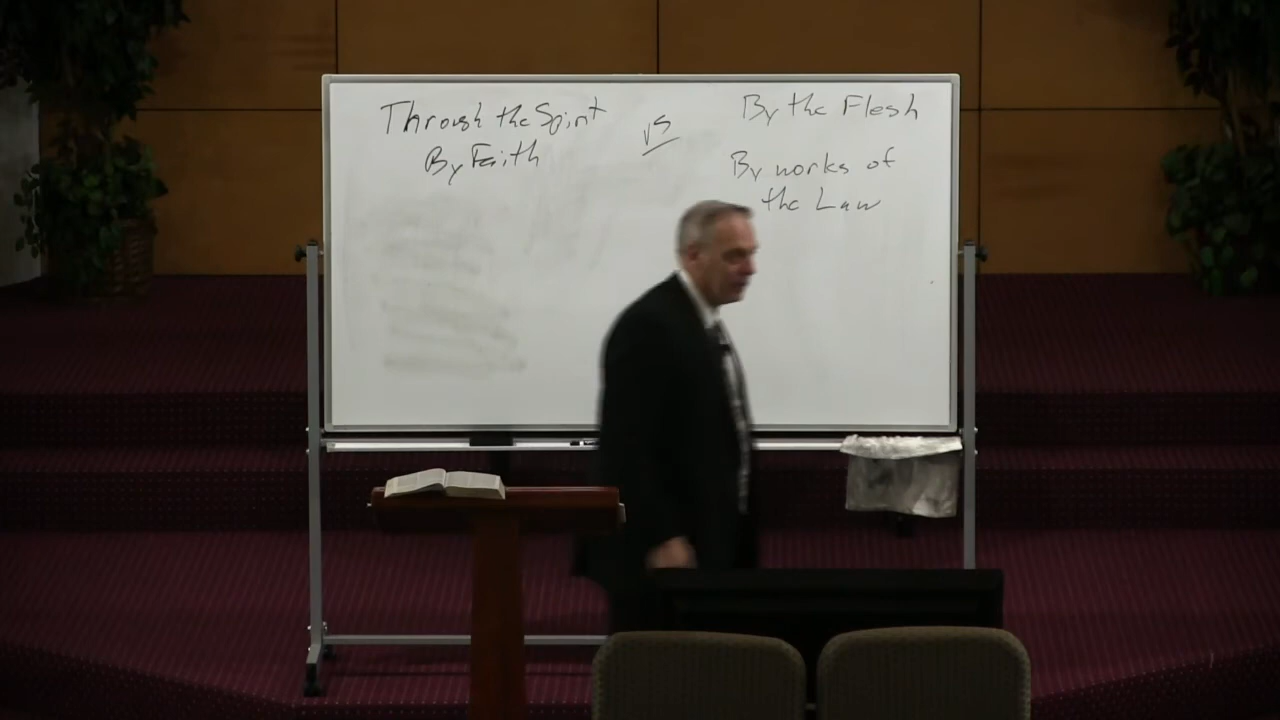 Through the Spirit
By Faith
vs
By the Flesh
By works of
the Law